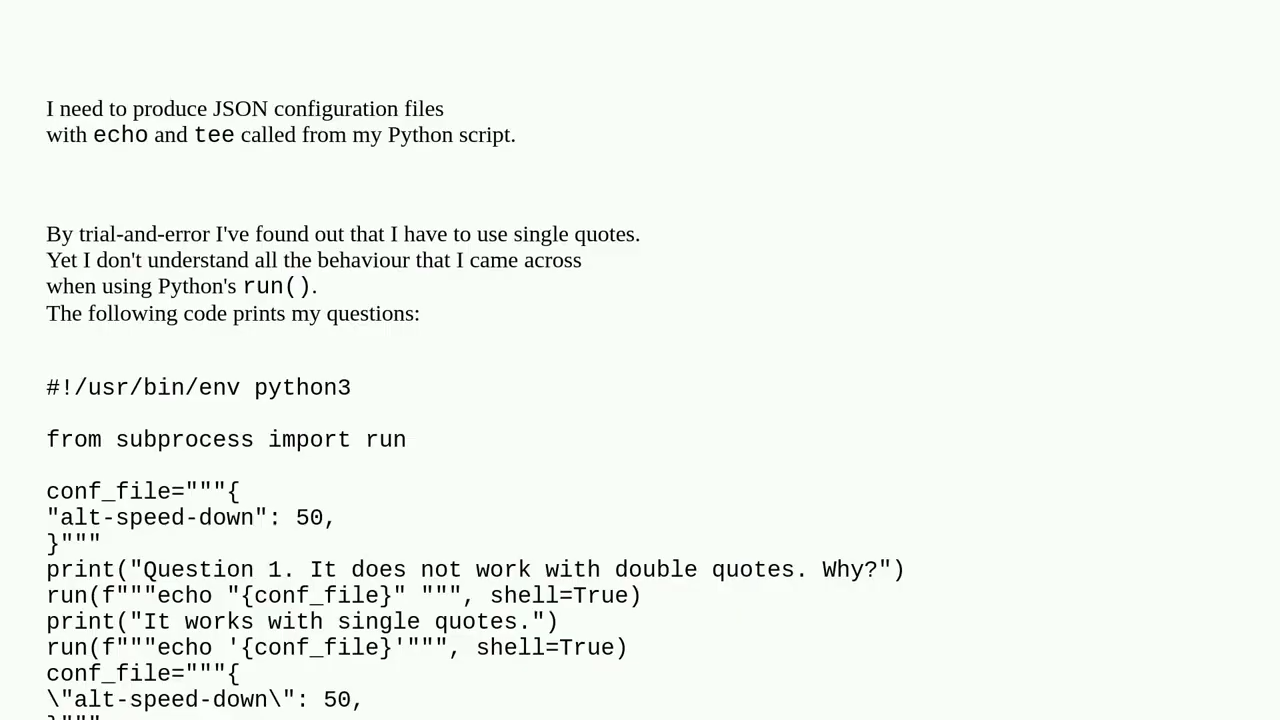 I need to produce JSON configuration files
with echo and tee called from my Python script.
By trial-and-error I've found out that I have to use single quotes.
Yet I don't understand all the behaviour that I came across
when using Python's run().
The following code prints my questions:
#!/usr/bin/env python3
from subprocess import run
conf_file="""{
"alt-speed-down": 50,
}"""
print("Question 1. It does not work with double quotes. Why?")
run(f"""echo "{conf_file}" """, shell=True)
print("It works with single quotes.")
run(f"""echo '{conf_file}'""", shell=True)
conf_file="""{
\"alt-speed-down\": 50,
}"""